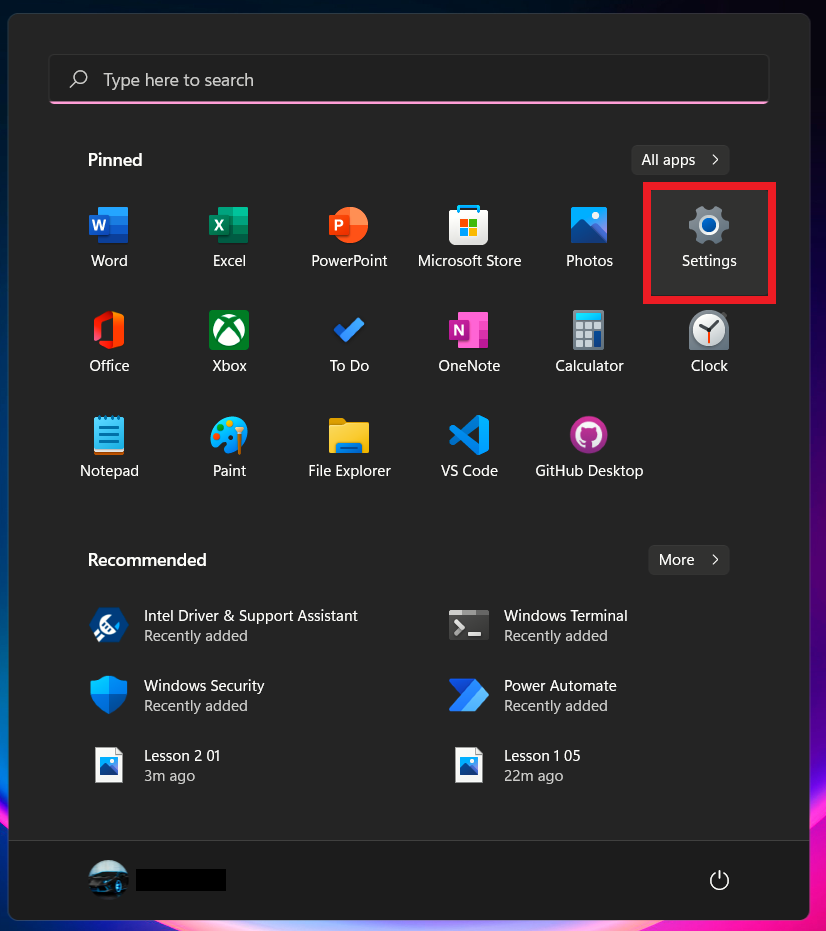 Type here to search
Pinned
All apps
Word
Excel
PowerPoint
Microsoft Store
Photos
Settings
Office
Xbox
To Do
OneNote
Calculator
Clock
Notepad
Paint
File Explorer
VS Code
GitHub Desktop
Recommended
More
Intel Driver & Support Assistant
Recently added
Windows Terminal
Recently added
Windows Security
Recently added
Power Automate
Recently added
Lesson 2 01
3m ago
Lesson 1 05
22m ago